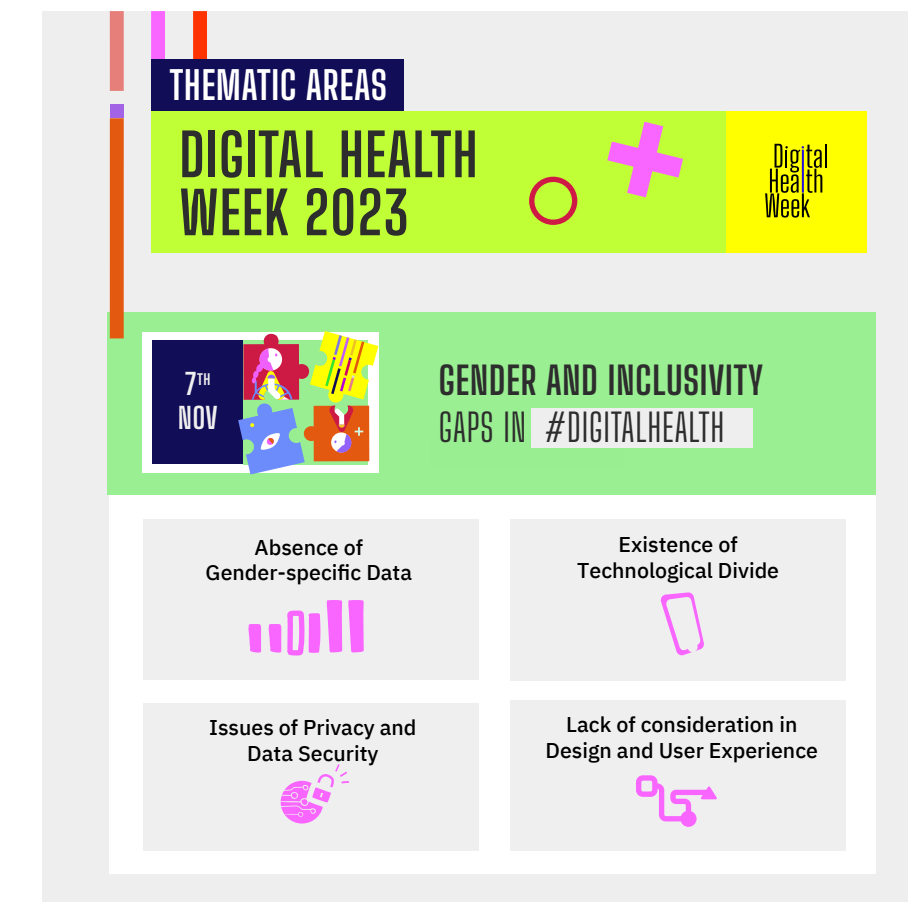 THEMATIC AREAS
DIGITAL HEALTH
WEEK 2023
Digital
Health
Week
7TH
NOV
GENDER AND INCLUSIVITY
GAPS IN #DIGITALHEALTH
Absence of
Gender-specific Data
Existence of
Technological Divide
Issues of Privacy and
Data Security
Lack of consideration in
Design and User Experience